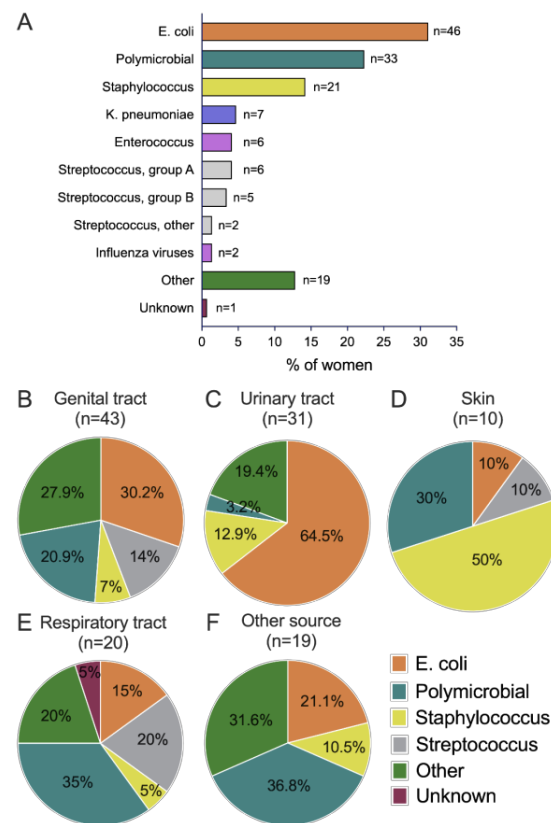 A
E. coli n=46
Polymicrobial n=33
Staphylococcus n=21
K. pneumoniae n=7
Enterococcus n=6
Streptococcus, group A n=6
Streptococcus, group B n=5
Streptococcus, other n=2
Influenza viruses n=2
Other n=19
Unknown n=1
0 5 10 15 20 25 30 35
% of women
B Genital tract
(n=43)
30.2%
14%
7%
20.9%
27.9%
C Urinary tract
(n=31)
64.5%
12.9%
3.2%
19.4%
D Skin
(n=10)
10%
10%
50%
30%
E Respiratory tract
(n=20)
15%
20%
5%
35%
20%
5%
F Other source
(n=19)
21.1%
10.5%
36.8%
31.6%
E. coli
Polymicrobial
Staphylococcus
Streptococcus
Other
Unknown